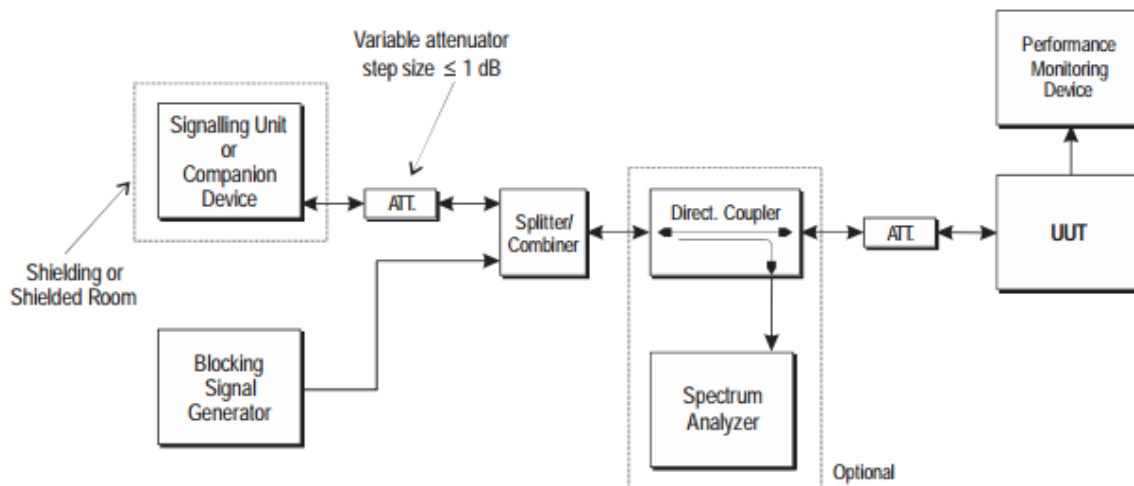 Variable attenuator
step size ≤ 1 dB
Performance
Monitoring
Device
Signalling Unit
or
Companion
Device
ATT.
Splitter/
Combiner
Direct. Coupler
ATT.
UUT
Shielding or
Shielded Room
Blocking
Signal
Generator
Spectrum
Analyzer
Optional